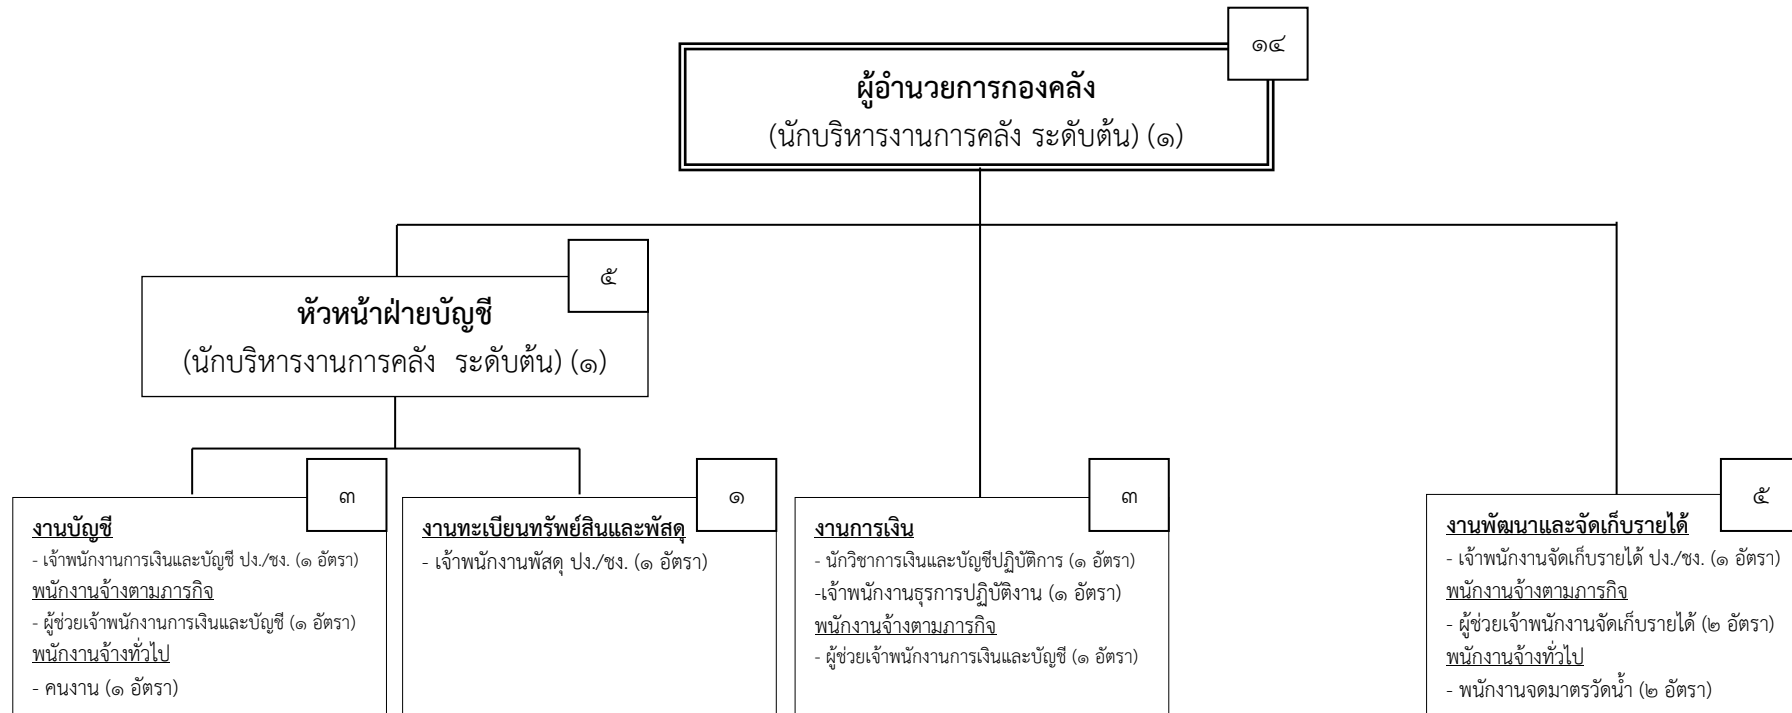 ๑๔
ผู้อำนวยการกองคลัง
(นักบริหารงานการคลัง ระดับต้น) (๑)
๕
หัวหน้าฝ่ายบัญชี
(นักบริหารงานการคลัง ระดับต้น) (๑)
๓
งานบัญชี
- เจ้าพนักงานการเงินและบัญชี ปง./ชง. (๑ อัตรา)
พนักงานจ้างตามภารกิจ
- ผู้ช่วยเจ้าพนักงานการเงินและบัญชี (๑ อัตรา)
พนักงานจ้างทั่วไป
- คนงาน (๑ อัตรา)
๑
งานทะเบียนทรัพย์สินและพัสดุ
- เจ้าพนักงานพัสดุ ปง./ชง. (๑ อัตรา)
๓
งานการเงิน
- นักวิชาการเงินและบัญชีปฏิบัติการ (๑ อัตรา)
-เจ้าพนักงานธุรการปฏิบัติงาน (๑ อัตรา)
พนักงานจ้างตามภารกิจ
- ผู้ช่วยเจ้าพนักงานการเงินและบัญชี (๑ อัตรา)
๕
งานพัฒนาและจัดเก็บรายได้
- เจ้าพนักงานจัดเก็บรายได้ ปง./ชง. (๑ อัตรา)
พนักงานจ้างตามภารกิจ
- ผู้ช่วยเจ้าพนักงานจัดเก็บรายได้ (๒ อัตรา)
พนักงานจ้างทั่วไป
- พนักงานจดมาตรวัดน้ำ (๒ อัตรา)